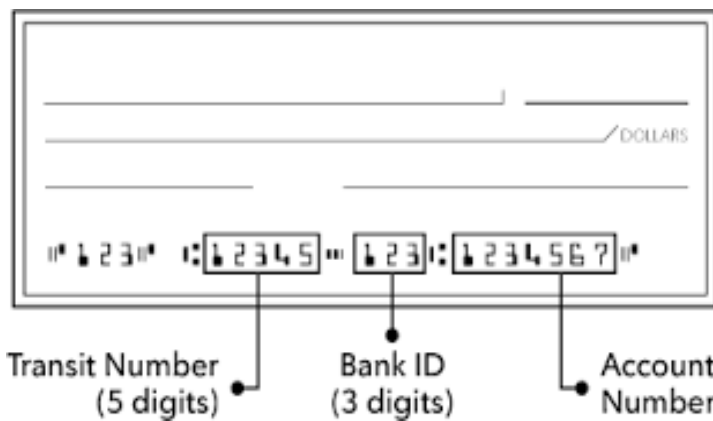 DOLLARS
⑈123⑈ ⑆12345⑉123⑆1234567⑈
Transit Number
(5 digits)
Bank ID
(3 digits)
Account
Number